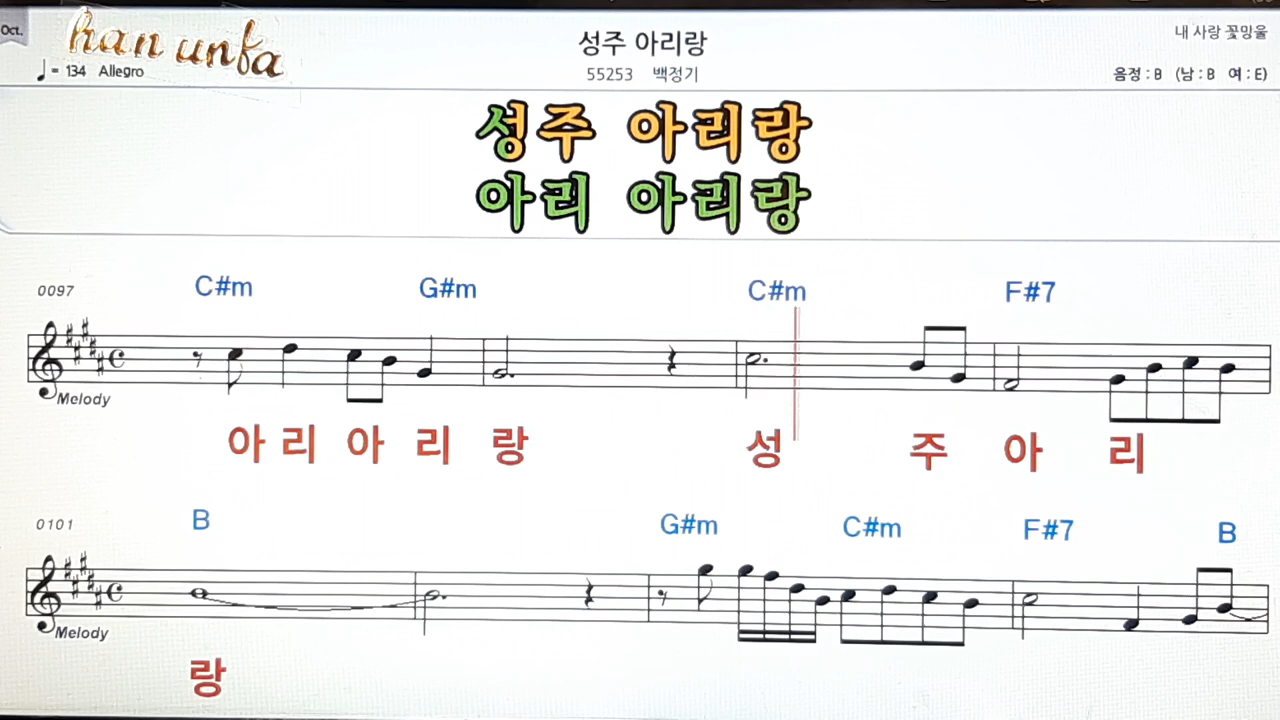 Oct.
han unfa
성주 아리랑
내 사랑 꽃밍울
♩= 134 Allegro
55253 백정기
음정 : B (남 : B 여 : E)
성주 아리랑
아리 아리랑
0097
C#m G#m C#m F#7
Melody
아 리 아 리 랑 성 주 아 리
0101
B G#m C#m F#7 B
Melody
랑